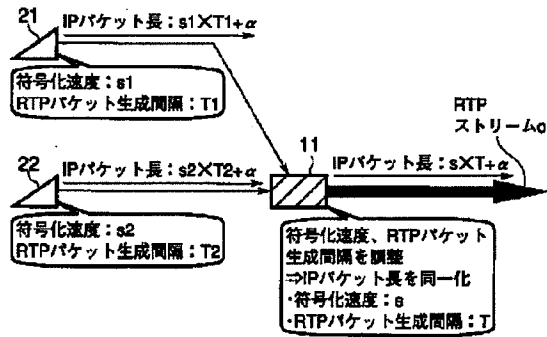 21
IPパケット長:s1×T1+α
符号化速度:s1
RTPパケット生成間隔:T1
22
IPパケット長:s2×T2+α
符号化速度:s2
RTPパケット生成間隔:T2
11
IPパケット長:s×T+α
RTP
ストリームo
符号化速度、RTPパケット
生成間隔を調整
⇒IPパケット長を同一化
・符号化速度:s
・RTPパケット生成間隔:T